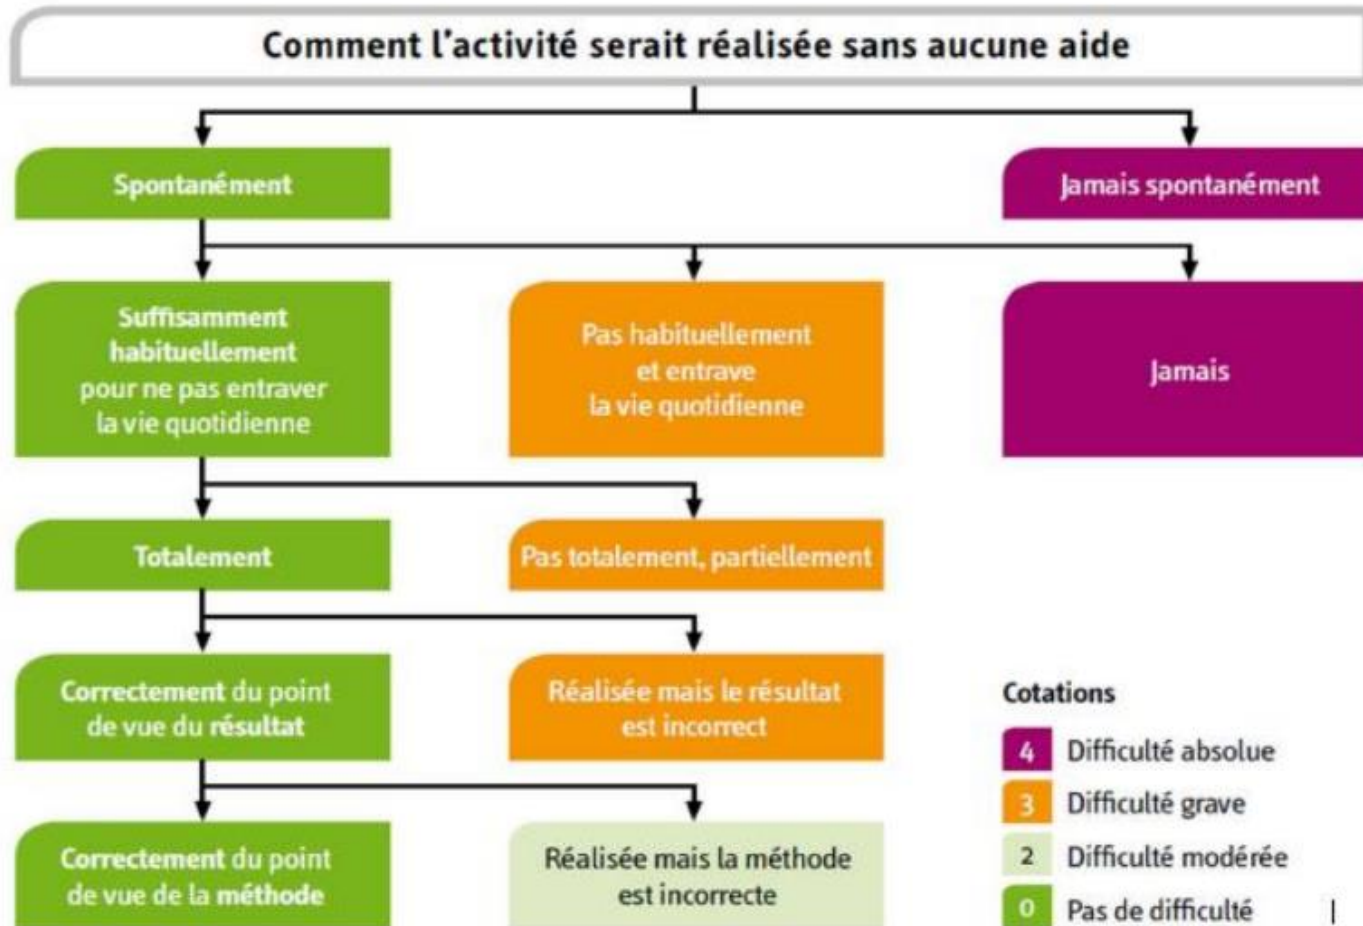 Comment l'activité serait réalisée sans aucune aide
Spontanément
Jamais spontanément
Suffisamment
habituellement
pour ne pas entraver
la vie quotidienne
Pas habituellement
et entrave
la vie quotidienne
Jamais
Totalement
Pas totalement, partiellement
Correctement du point
de vue du résultat
Réalisée mais le résultat
est incorrect
Correctement du point
de vue de la méthode
Réalisée mais la méthode
est incorrecte
Cotations
4 Difficulté absolue
3 Difficulté grave
2 Difficulté modérée
0 Pas de difficulté